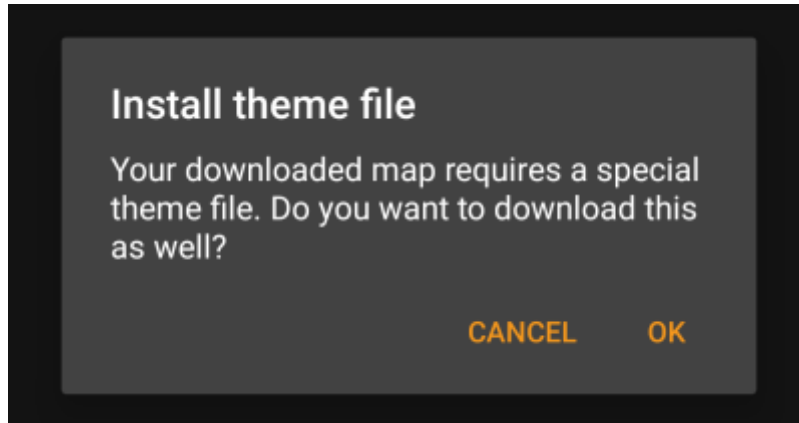 Install theme file
Your downloaded map requires a special
theme file. Do you want to download this
as well?
CANCEL OK